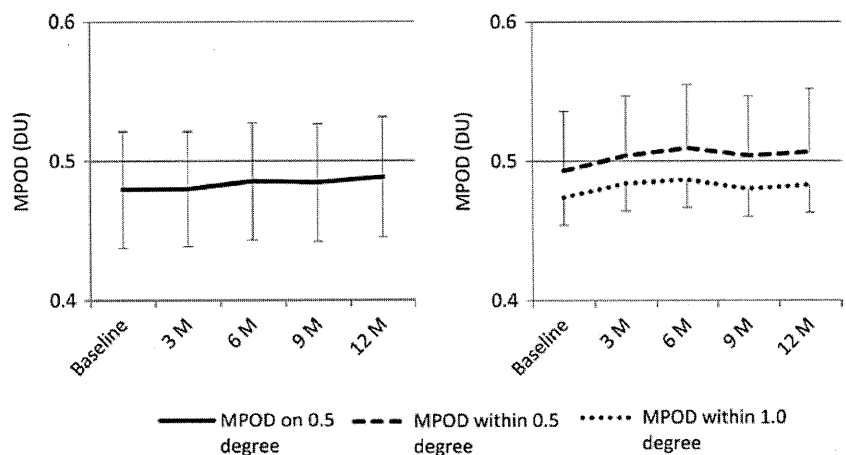 0.6
0.5
0.4
MPOD (DU)
Baseline
3 M
6 M
9 M
12 M
0.6
0.5
0.4
MPOD (DU)
Baseline
3 M
6 M
9 M
12 M
MPOD on 0.5
degree
MPOD within 0.5
degree
MPOD within 1.0
degree